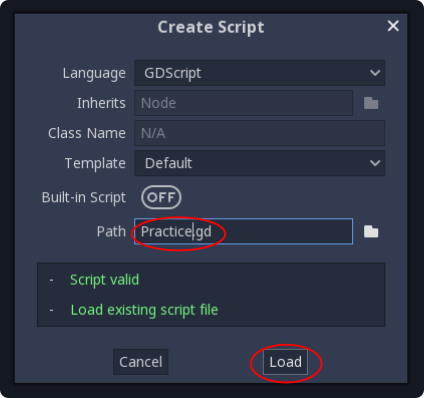 Create Script
Language GDScript
Inherits Node
Class Name N/A
Template Default
Built-in Script OFF
Path Practice.gd
- Script valid
- Load existing script file
Cancel Load